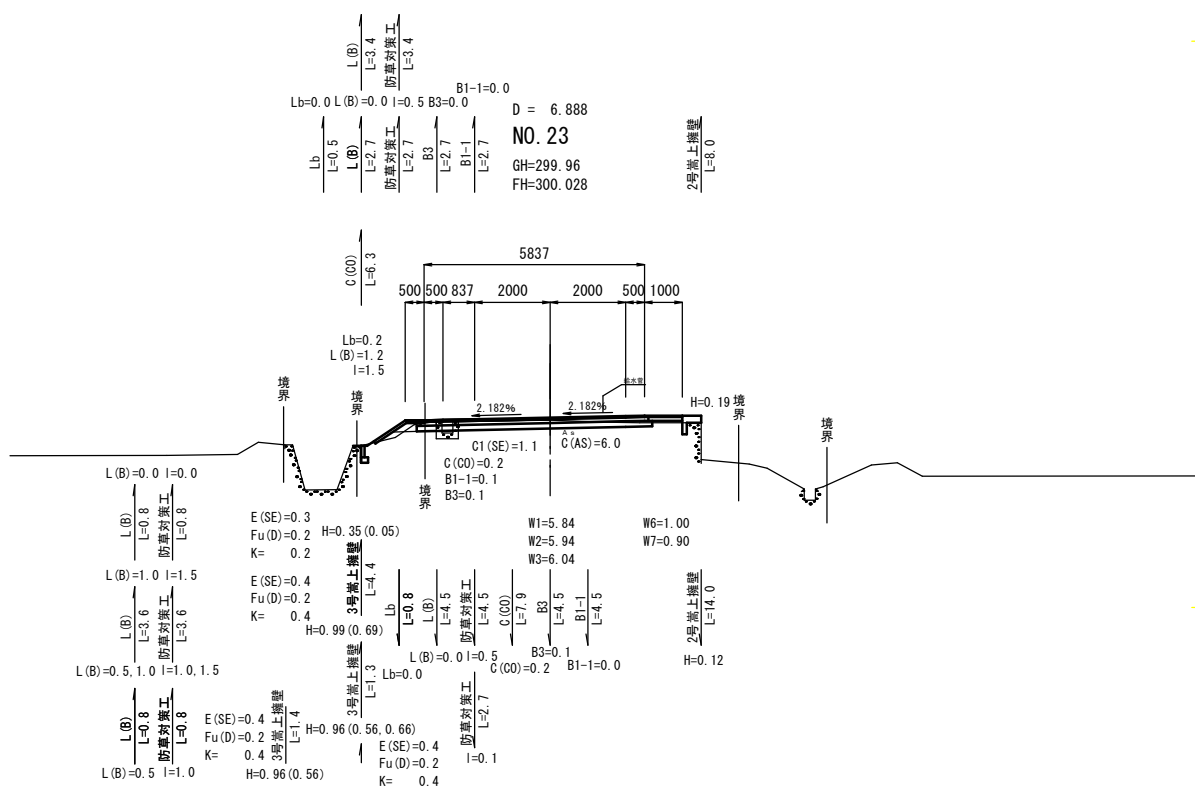 L(B)
L=3.4
防草対策工
L=3.4
B1-1=0.0
Lb=0.0 L(B)=0.0 l=0.5 B3=0.0
D = 6.888
NO.23
GH=299.96
FH=300.028
Lb
L=0.5
L(B)
L=2.7
防草対策工
L=2.7
B3
L=2.7
B1-1
L=2.7
2号嵩上擁壁
L=8.0
C(CO)
L=6.3
5837
500 500 837 2000 2000 500 1000
Lb=0.2
L(B)=1.2
l=1.5
境界
境界
給水管
2.182%
2.182%
H=0.19
境界
境界
As
C1(SE)=1.1
C(AS)=6.0
C(CO)=0.2
B1-1=0.1
B3=0.1
境界
L(B)=0.0 l=0.0
L(B)
L=0.8
防草対策工
L=0.8
E(SE)=0.3
Fu(D)=0.2
K= 0.2
H=0.35(0.05)
W1=5.84
W2=5.94
W3=6.04
W6=1.00
W7=0.90
L(B)=1.0 l=1.5
E(SE)=0.4
Fu(D)=0.2
K= 0.4
3号嵩上擁壁
L=4.4
H=0.99(0.69)
Lb
L=0.8
L(B)
L=4.5
防草対策工
L=4.5
C(CO)
L=7.9
B3
L=4.5
B1-1
L=4.5
2号嵩上擁壁
L=14.0
L(B)
L=3.6
防草対策工
L=3.6
L(B)=0.0 l=0.5
B3=0.1
C(CO)=0.2
B1-1=0.0
H=0.12
Lb=0.0
L(B)=0.5,1.0 l=1.0,1.5
3号嵩上擁壁
L=1.3
防草対策工
L=2.7
L(B)
L=0.8
防草対策工
L=0.8
E(SE)=0.4
Fu(D)=0.2
K= 0.4
3号嵩上擁壁
L=1.4
H=0.96(0.56,0.66)
E(SE)=0.4
Fu(D)=0.2
K= 0.4
l=0.1
L(B)=0.5 l=1.0
H=0.96(0.56)